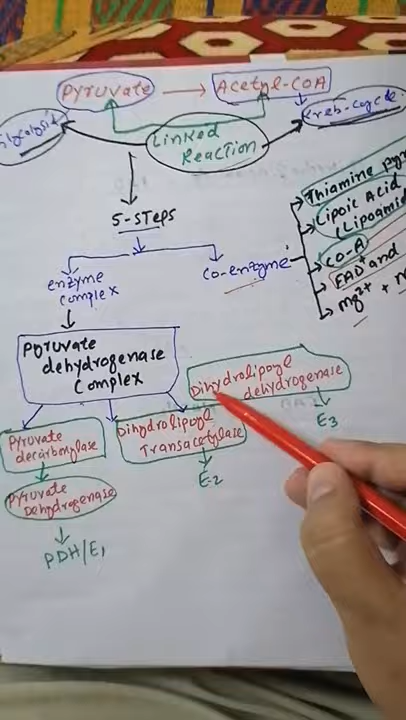 Pyruvate → Acetyl-COA
Glycolysis
Kreb-Cycle
Linked
Reaction
5-Steps
enzyme
complex
Co-enzyme
Thiamine
Lipoic Acid
(Lipoamide
CO-A
FAD⁺ and
Mg²⁺ +
Pyruvate
dehydrogenase
Complex
Dihydrolipoyl
dehydrogenase
E3
Pyruvate
decarboxylase
Dihydrolipoyl
Transacetylase
E-2
Pyruvate
Dehydrogenase
PDH/E1